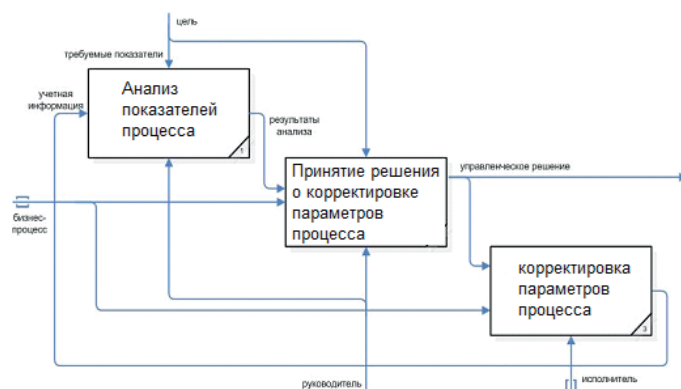 цель
требуемые показатели
учетная
информация
Анализ
показателей
процесса
1
результаты
анализа
Принятие решения
о корректировке
параметров
процесса
управленческое решение
бизнес-
процесс
корректировка
параметров
процесса
3
руководитель
исполнитель